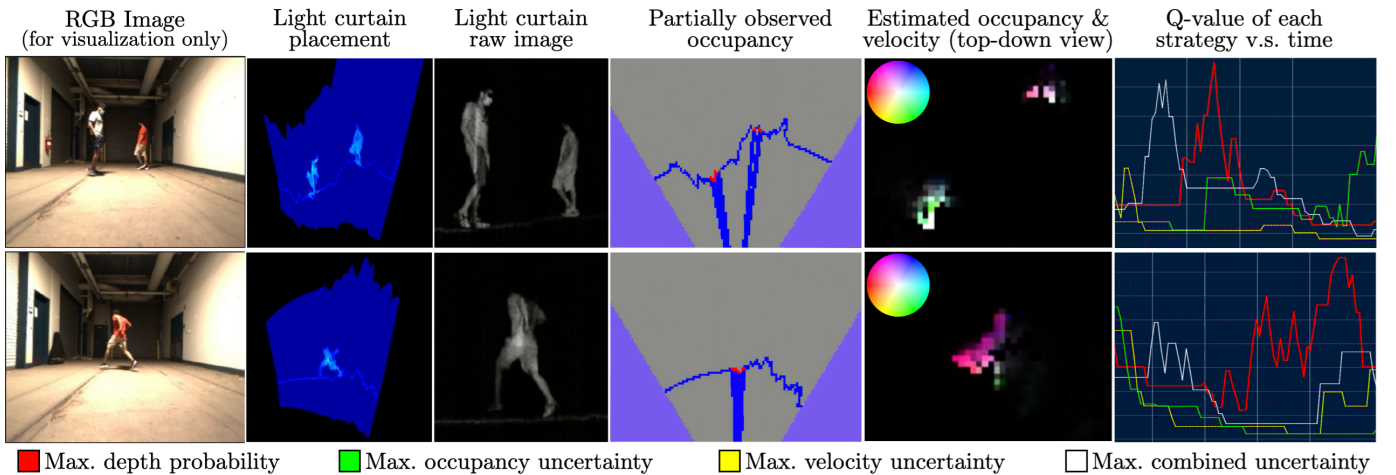 RGB Image
(for visualization only)
Light curtain
placement
Light curtain
raw image
Partially observed
occupancy
Estimated occupancy &
velocity (top-down view)
Q-value of each
strategy v.s. time
Max. depth probability
Max. occupancy uncertainty
Max. velocity uncertainty
Max. combined uncertainty